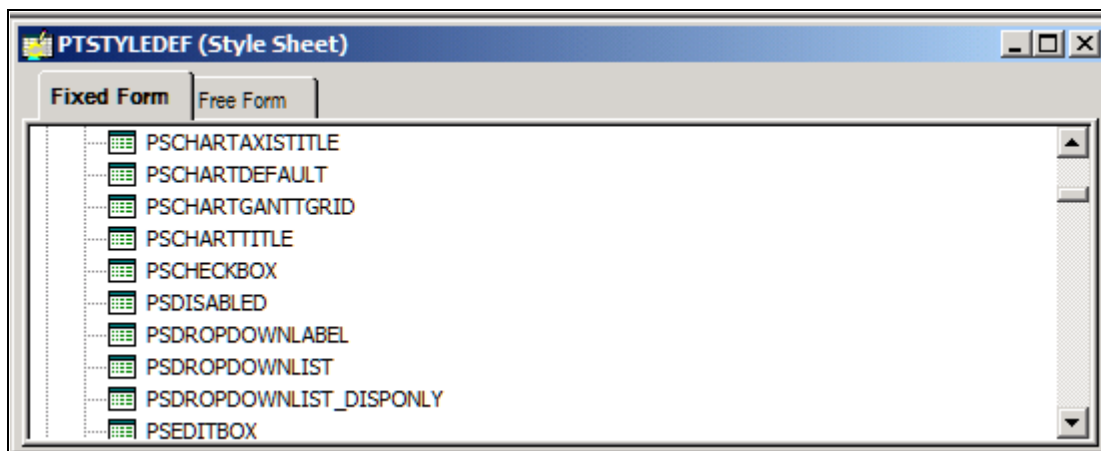 PTSTYLEDEF (Style Sheet)
Fixed Form Free Form
PSCHARTAXISTITLE
PSCHARTDEFAULT
PSCHARTGANTTGRID
PSCHARTTITLE
PSCHECKBOX
PSDISABLED
PSDROPDOWNLABEL
PSDROPDOWNLIST
PSDROPDOWNLIST_DISPONLY
PSEDITBOX